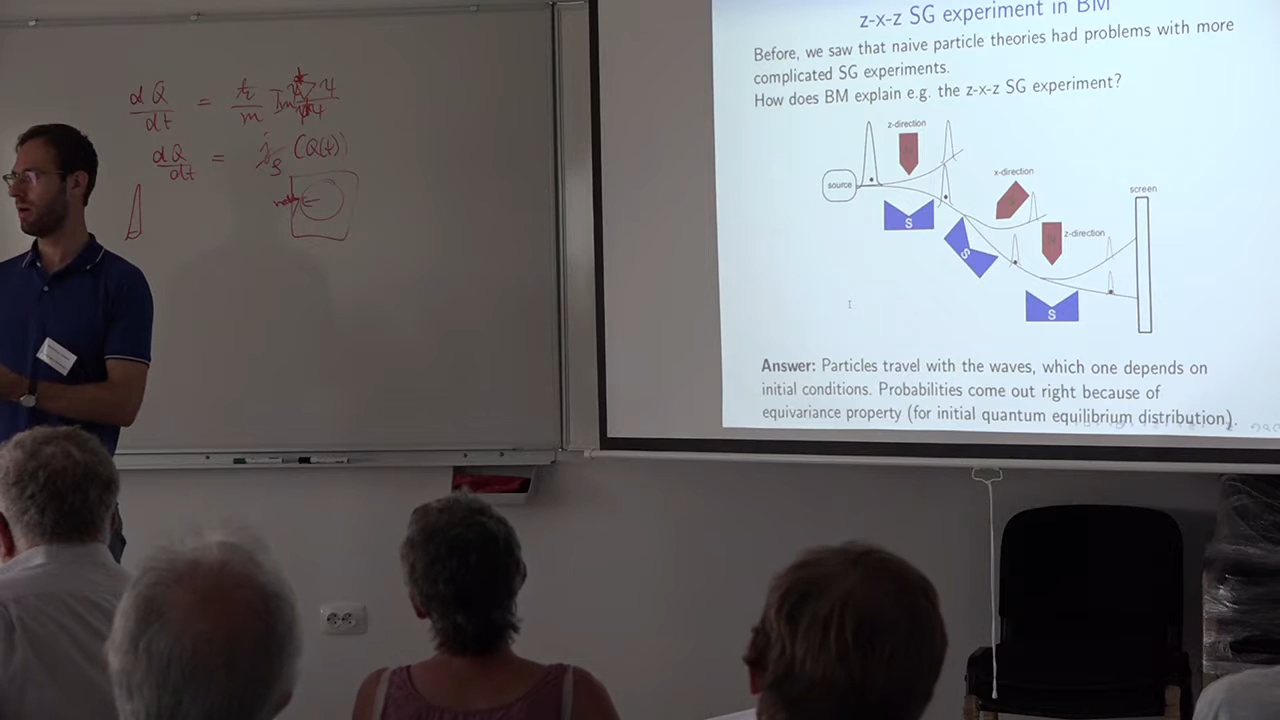 z-x-z SG experiment in BM
Before, we saw that naive particle theories had problems with more
complicated SG experiments.
How does BM explain e.g. the z-x-z SG experiment?
z-direction
x-direction
source
screen
S
z-direction
S
S
Answer: Particles travel with the waves, which one depends on
initial conditions. Probabilities come out right because of
equivariance property (for initial quantum equilibrium distribution).
dQ/dt = ħ/m Im Ψ
dQ/dt = (Q(t))